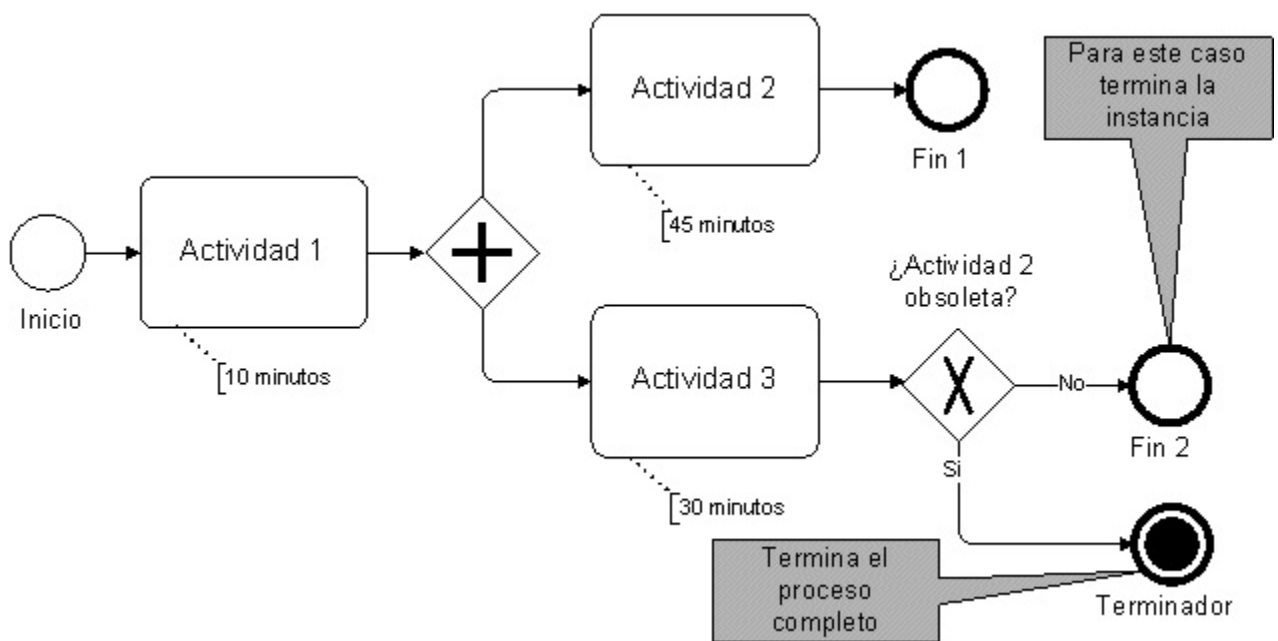 Para este caso
termina la
instancia
Actividad 2
Fin 1
[45 minutos
Actividad 1
Inicio
[10 minutos
¿Actividad 2
obsoleta?
Actividad 3
No
Fin 2
Si
[30 minutos
Termina el
proceso
completo
Terminador